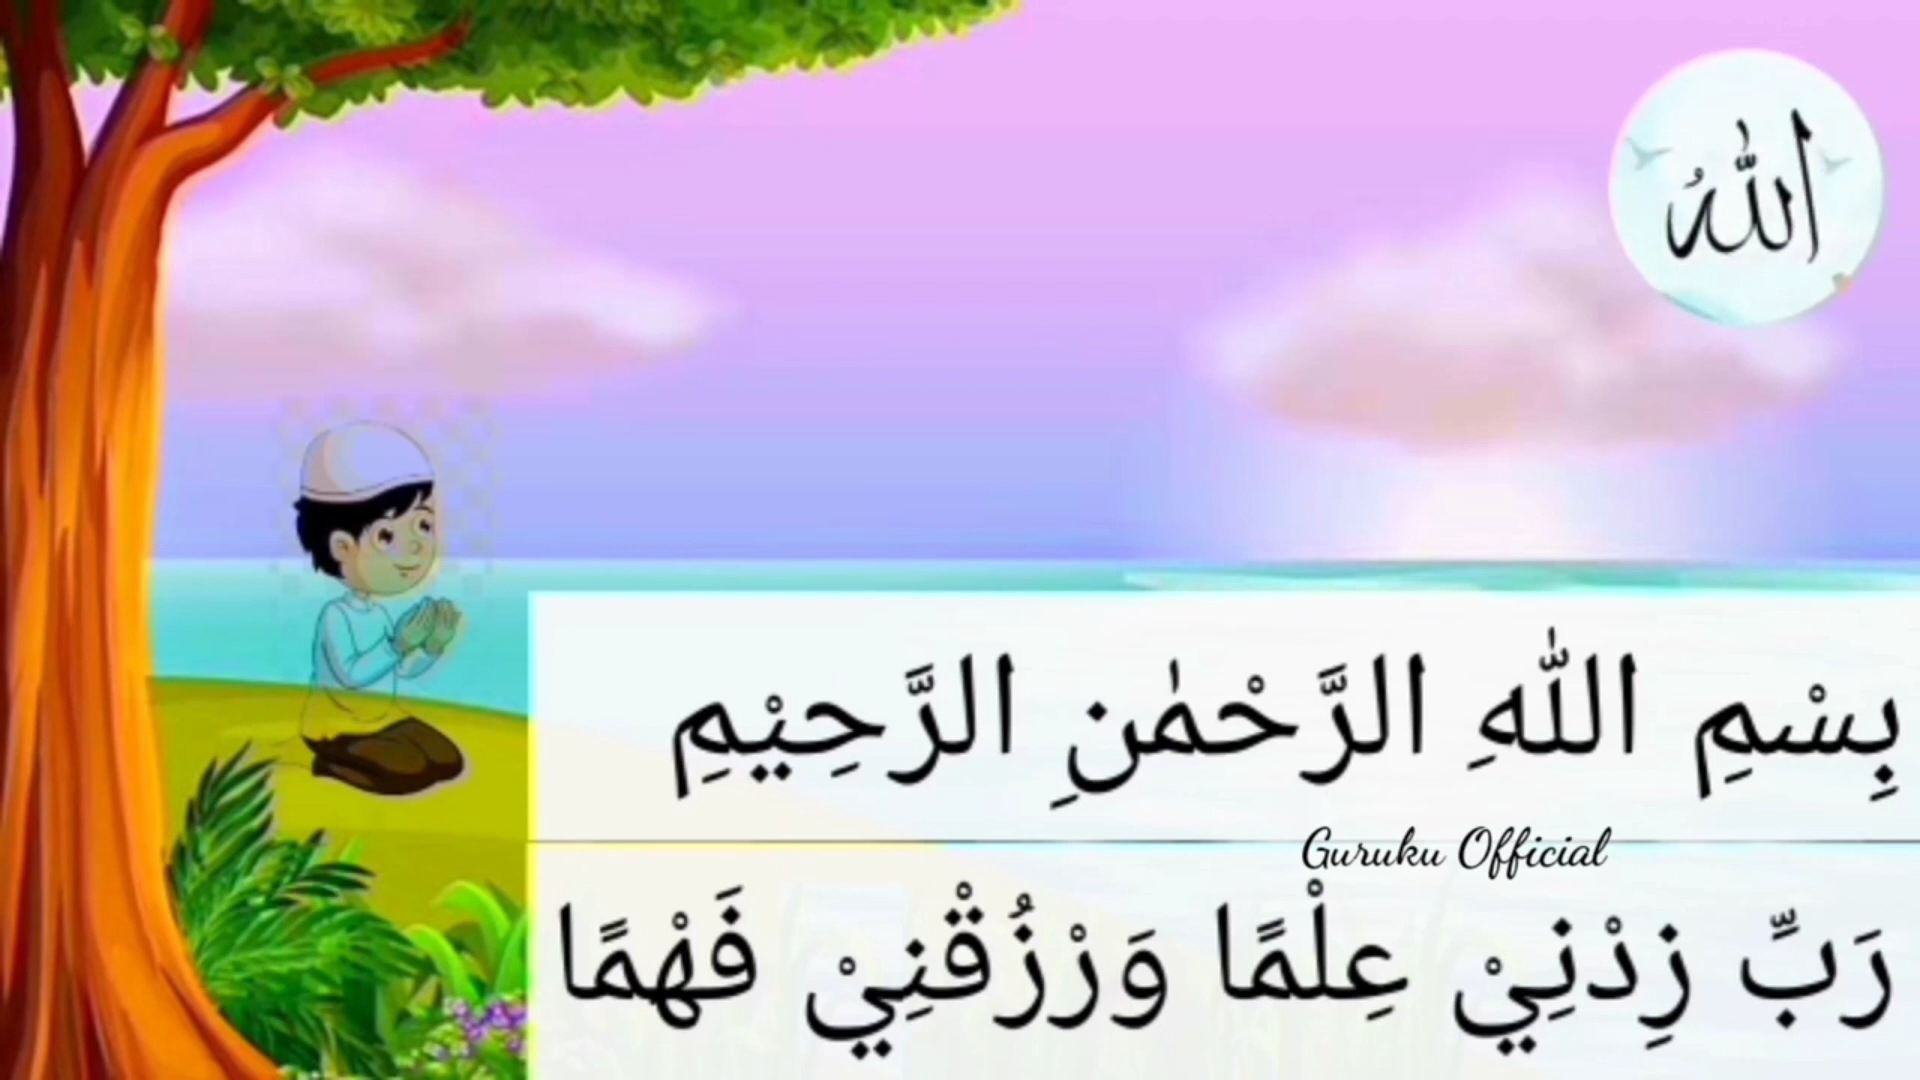 اللهُ
بِسْمِ اللّٰهِ الرَّحْمٰنِ الرَّحِيْمِ
Guruku Official
رَبِّ زِدْنِيْ عِلْمًا وَرْزُقْنِيْ فَهْمًا